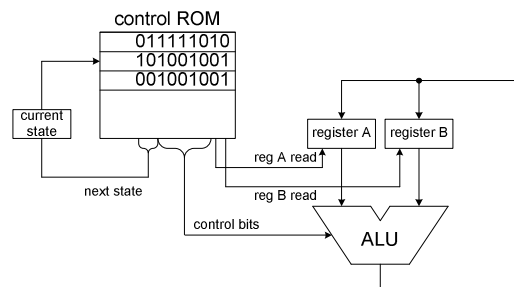 control ROM
011111010
101001001
001001001
current
state
register A
register B
reg A read
next state
reg B read
control bits
ALU